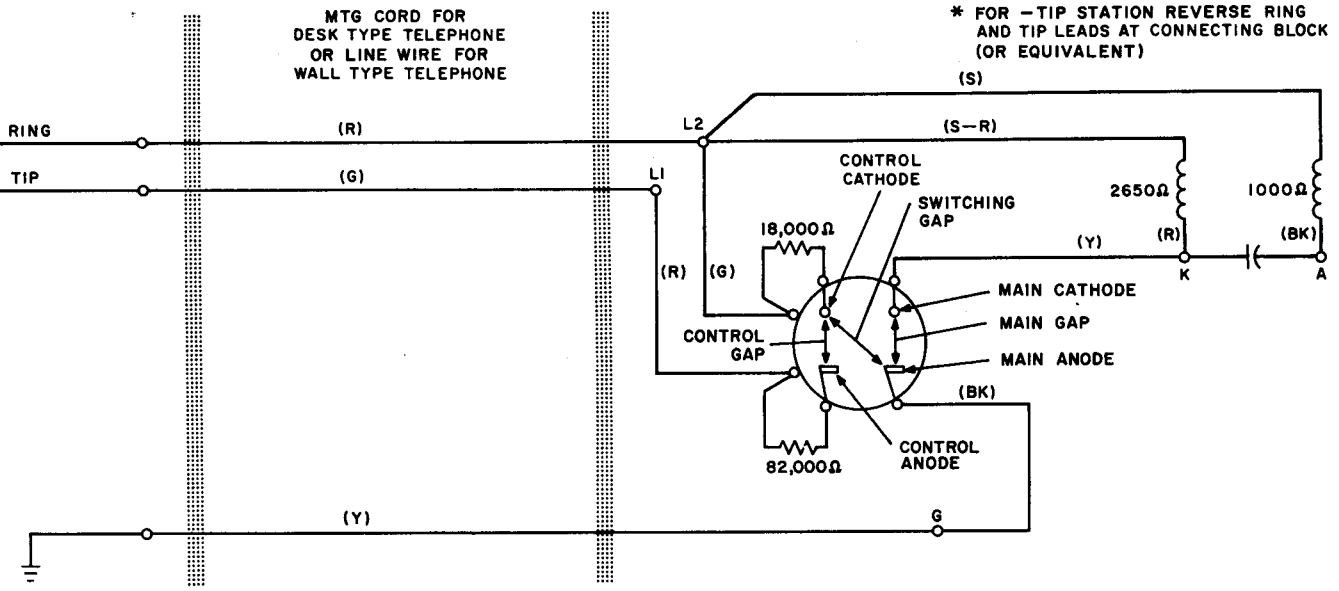 MTG CORD FOR
DESK TYPE TELEPHONE
OR LINE WIRE FOR
WALL TYPE TELEPHONE
* FOR –TIP STATION REVERSE RING
AND TIP LEADS AT CONNECTING BLOCK
(OR EQUIVALENT)
(S)
RING
(R)
L2
(S–R)
TIP
(G)
L1
CONTROL
CATHODE
SWITCHING
GAP
2650Ω
1000Ω
18,000Ω
(R)
(G)
(Y)
(R)
(BK)
K
A
MAIN CATHODE
MAIN GAP
MAIN ANODE
CONTROL
GAP
(BK)
CONTROL
ANODE
82,000Ω
(Y)
G